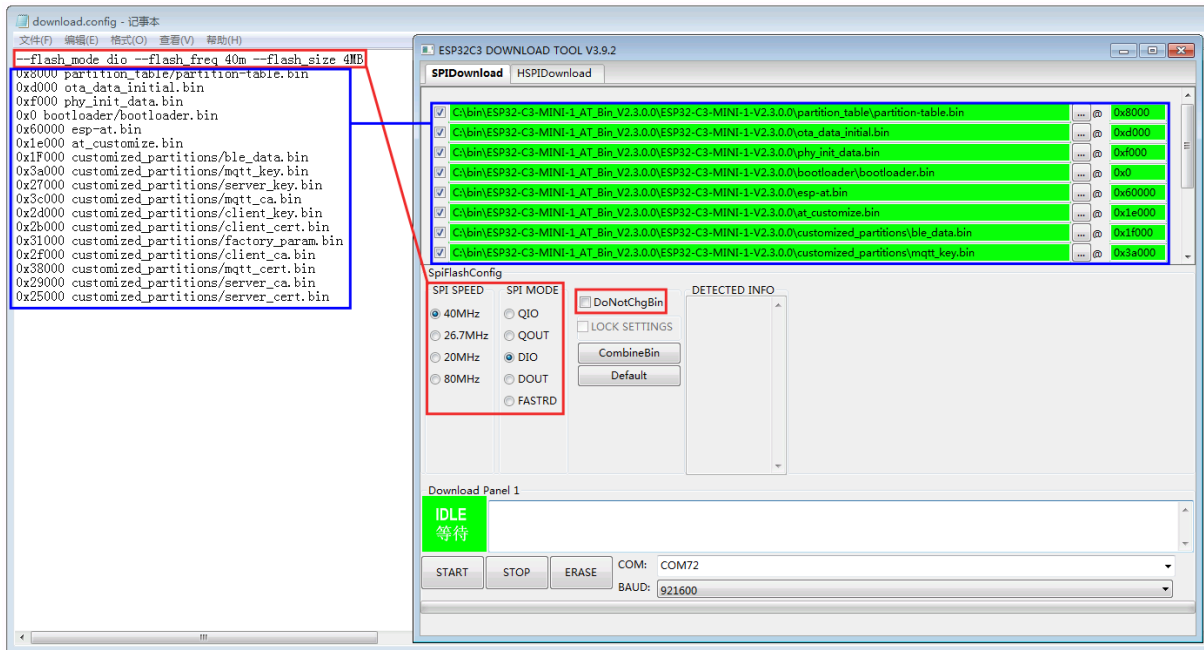 download.config - 记事本
文件(F) 编辑(E) 格式(O) 查看(V) 帮助(H)
--flash_mode dio --flash_freq 40m --flash_size 4MB
0x8000 partition_table/partition-table.bin
0xd000 ota_data_initial.bin
0xf000 phy_init_data.bin
0x0 bootloader/bootloader.bin
0x60000 esp-at.bin
0x1e000 at_customize.bin
0x1F000 customized_partitions/ble_data.bin
0x3a000 customized_partitions/mqtt_key.bin
0x27000 customized_partitions/server_key.bin
0x3c000 customized_partitions/mqtt_ca.bin
0x2d000 customized_partitions/client_key.bin
0x2b000 customized_partitions/client_cert.bin
0x31000 customized_partitions/factory_param.bin
0x2f000 customized_partitions/client_ca.bin
0x38000 customized_partitions/mqtt_cert.bin
0x29000 customized_partitions/server_ca.bin
0x25000 customized_partitions/server_cert.bin
ESP32C3 DOWNLOAD TOOL V3.9.2
SPIDownload HSPIDownload
C:\bin\ESP32-C3-MINI-1_AT_Bin_V2.3.0.0\ESP32-C3-MINI-1-V2.3.0.0\partition_table\partition-table.bin ... @ 0x8000
C:\bin\ESP32-C3-MINI-1_AT_Bin_V2.3.0.0\ESP32-C3-MINI-1-V2.3.0.0\ota_data_initial.bin ... @ 0xd000
C:\bin\ESP32-C3-MINI-1_AT_Bin_V2.3.0.0\ESP32-C3-MINI-1-V2.3.0.0\phy_init_data.bin ... @ 0xf000
C:\bin\ESP32-C3-MINI-1_AT_Bin_V2.3.0.0\ESP32-C3-MINI-1-V2.3.0.0\bootloader\bootloader.bin ... @ 0x0
C:\bin\ESP32-C3-MINI-1_AT_Bin_V2.3.0.0\ESP32-C3-MINI-1-V2.3.0.0\esp-at.bin ... @ 0x60000
C:\bin\ESP32-C3-MINI-1_AT_Bin_V2.3.0.0\ESP32-C3-MINI-1-V2.3.0.0\at_customize.bin ... @ 0x1e000
C:\bin\ESP32-C3-MINI-1_AT_Bin_V2.3.0.0\ESP32-C3-MINI-1-V2.3.0.0\customized_partitions\ble_data.bin ... @ 0x1f000
C:\bin\ESP32-C3-MINI-1_AT_Bin_V2.3.0.0\ESP32-C3-MINI-1-V2.3.0.0\customized_partitions\mqtt_key.bin ... @ 0x3a000
SpiFlashConfig
SPI SPEED
40MHz
26.7MHz
20MHz
80MHz
SPI MODE
QIO
QOUT
DIO
DOUT
FASTRD
DoNotChgBin
LOCK SETTINGS
CombineBin
Default
DETECTED INFO
Download Panel 1
IDLE
等待
START STOP ERASE
COM: COM72
BAUD: 921600